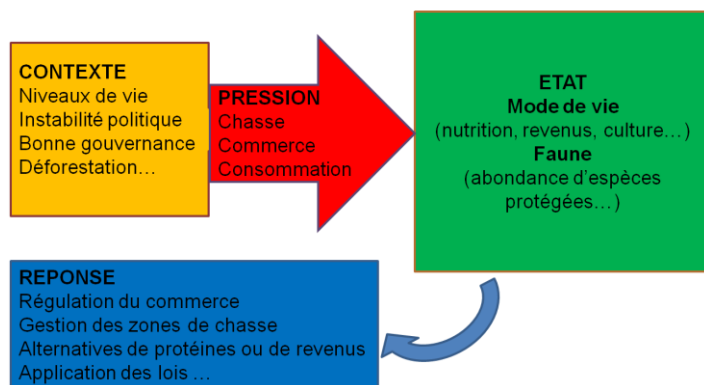 CONTEXTE
Niveaux de vie
Instabilité politique
Bonne gouvernance
Déforestation…
PRESSION
Chasse
Commerce
Consommation
ETAT
Mode de vie
(nutrition, revenus, culture…)
Faune
(abondance d’espèces
protégées…)
REPONSE
Régulation du commerce
Gestion des zones de chasse
Alternatives de protéines ou de revenus
Application des lois …